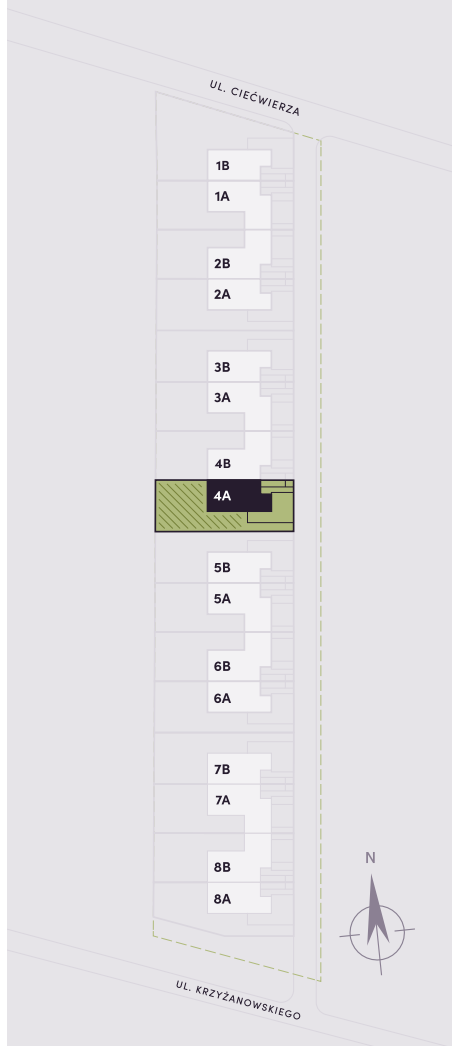 UL. CIEĆWIERZA
1B
1A
2B
2A
3B
3A
4B
4A
5B
5A
6B
6A
7B
7A
8B
8A
N
UL. KRZYŻANOWSKIEGO